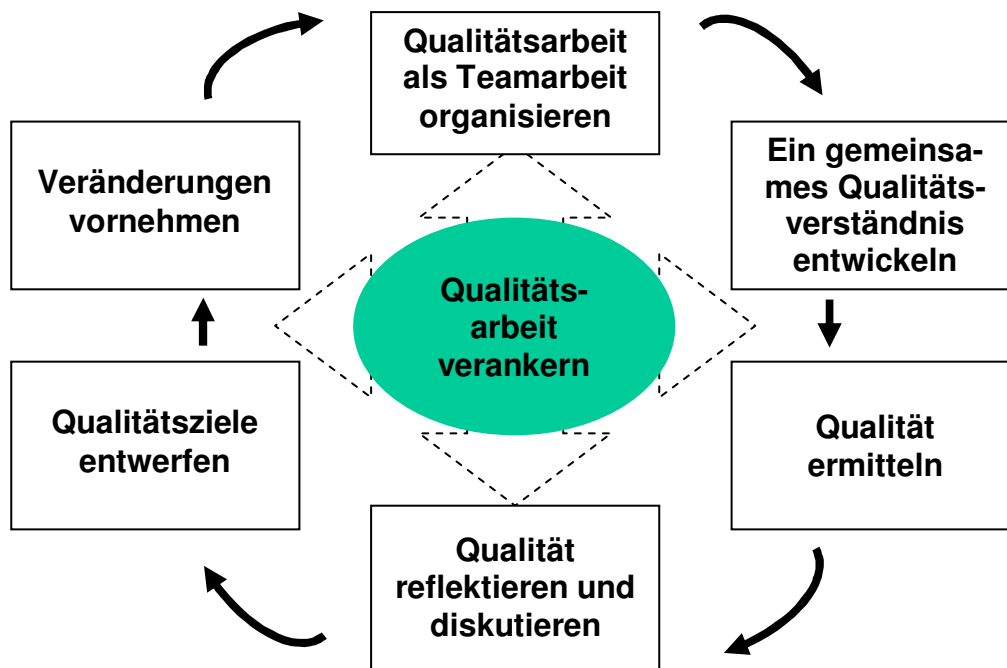 Qualitätsarbeit
als Teamarbeit
organisieren
Ein gemeinsa-
mes Qualitäts-
verständnis
entwickeln
Qualität
ermitteln
Qualität
reflektieren und
diskutieren
Qualitätsziele
entwerfen
Veränderungen
vornehmen
Qualitäts-
arbeit
verankern